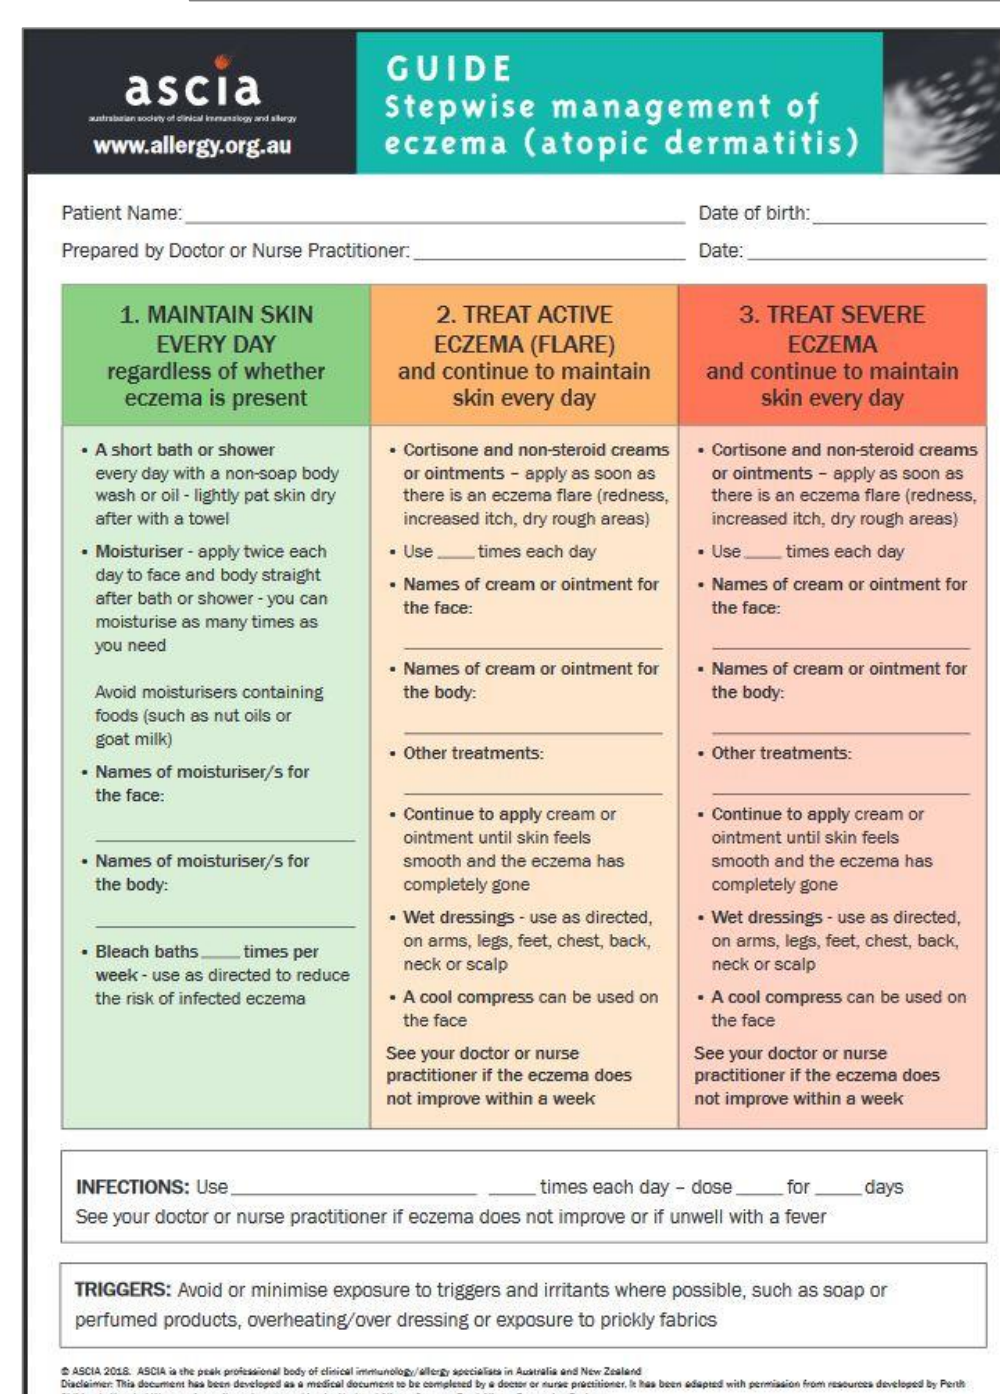 ascia
australasian society of clinical immunology and allergy
www.allergy.org.au
GUIDE
Stepwise management of
eczema (atopic dermatitis)
Patient Name:
Date of birth:
Prepared by Doctor or Nurse Practitioner:
Date:
1. MAINTAIN SKIN
EVERY DAY
regardless of whether
eczema is present
• A short bath or shower
every day with a non-soap body
wash or oil - lightly pat skin dry
after with a towel
• Moisturiser - apply twice each
day to face and body straight
after bath or shower - you can
moisturise as many times as
you need
Avoid moisturisers containing
foods (such as nut oils or
goat milk)
• Names of moisturiser/s for
the face:
• Names of moisturiser/s for
the body:
• Bleach baths ____ times per
week - use as directed to reduce
the risk of infected eczema
2. TREAT ACTIVE
ECZEMA (FLARE)
and continue to maintain
skin every day
• Cortisone and non-steroid creams
or ointments – apply as soon as
there is an eczema flare (redness,
increased itch, dry rough areas)
• Use ____ times each day
• Names of cream or ointment for
the face:
• Names of cream or ointment for
the body:
• Other treatments:
• Continue to apply cream or
ointment until skin feels
smooth and the eczema has
completely gone
• Wet dressings - use as directed,
on arms, legs, feet, chest, back,
neck or scalp
• A cool compress can be used on
the face
See your doctor or nurse
practitioner if the eczema does
not improve within a week
3. TREAT SEVERE
ECZEMA
and continue to maintain
skin every day
• Cortisone and non-steroid creams
or ointments – apply as soon as
there is an eczema flare (redness,
increased itch, dry rough areas)
• Use ____ times each day
• Names of cream or ointment for
the face:
• Names of cream or ointment for
the body:
• Other treatments:
• Continue to apply cream or
ointment until skin feels
smooth and the eczema has
completely gone
• Wet dressings - use as directed,
on arms, legs, feet, chest, back,
neck or scalp
• A cool compress can be used on
the face
See your doctor or nurse
practitioner if the eczema does
not improve within a week
INFECTIONS: Use ____ ____ times each day – dose ____ for ____ days
See your doctor or nurse practitioner if eczema does not improve or if unwell with a fever
TRIGGERS: Avoid or minimise exposure to triggers and irritants where possible, such as soap or
perfumed products, overheating/over dressing or exposure to prickly fabrics
© ASCIA 2018. ASCIA is the peak professional body of clinical immunology/allergy specialists in Australia and New Zealand
Disclaimer: This document has been developed as a medical document to be completed by a doctor or nurse practitioner. It has been adapted with permission from resources developed by Perth